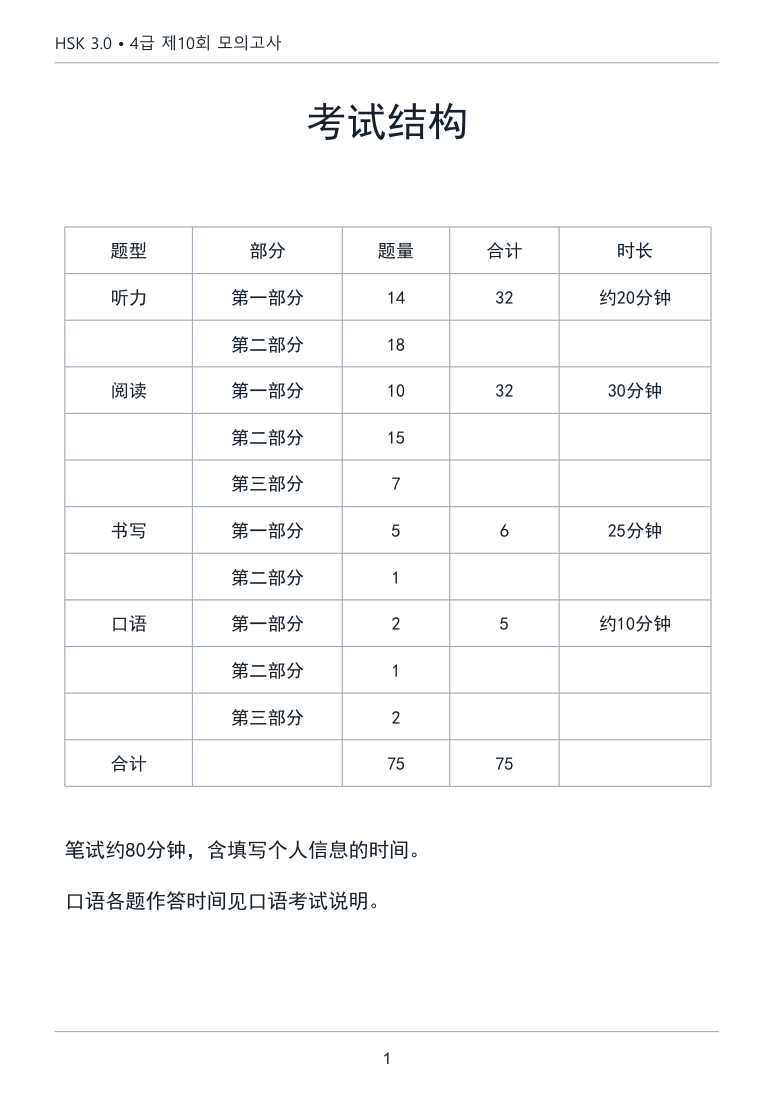 HSK 3.0 • 4급 제10회 모의고사
考试结构
题型 部分 题量 合计 时长
听力 第一部分 14 32 约20分钟
第二部分 18
阅读 第一部分 10 32 30分钟
第二部分 15
第三部分 7
书写 第一部分 5 6 25分钟
第二部分 1
口语 第一部分 2 5 约10分钟
第二部分 1
第三部分 2
合计 75 75
笔试约80分钟，含填写个人信息的时间。
口语各题作答时间见口语考试说明。
1